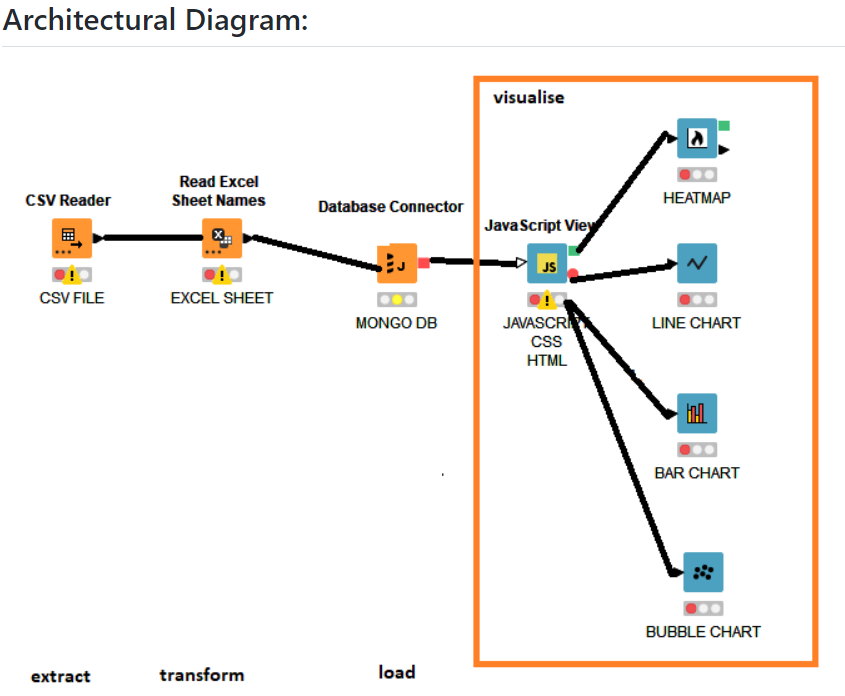 Architectural Diagram:
visualise
HEATMAP
CSV Reader
Read Excel
Sheet Names
Database Connector
JavaScript View
JS
J
CSV FILE
EXCEL SHEET
MONGO DB
JAVASCRIPT
CSS
HTML
LINE CHART
BAR CHART
BUBBLE CHART
extract
transform
load